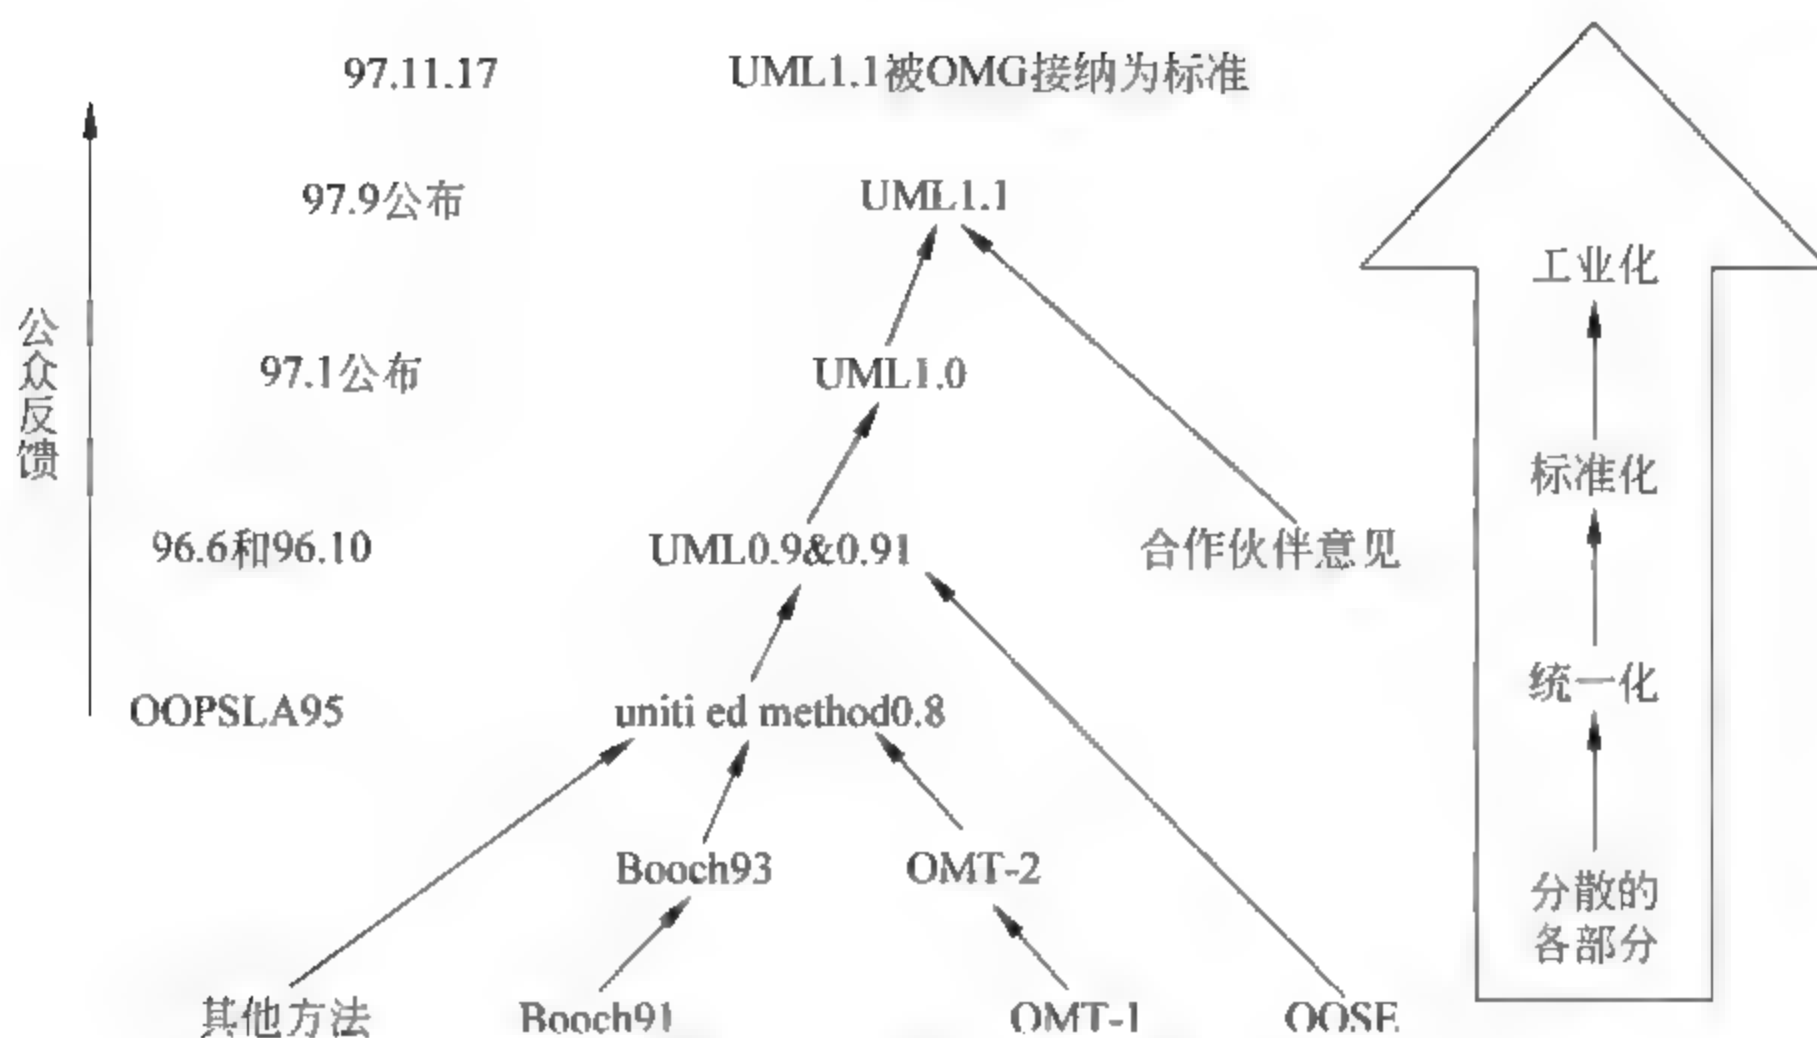 97.11.17 UML1.1被OMG接纳为标准
97.9公布 UML1.1
工业化
公众反馈
97.1公布 UML1.0
标准化
96.6和96.10 UML0.9&0.91 合作伙伴意见
统一化
OOPSLA95 uniti ed method0.8
Booch93 OMT-2
分散的
各部分
其他方法 Booch91 OMT-1 OOSE